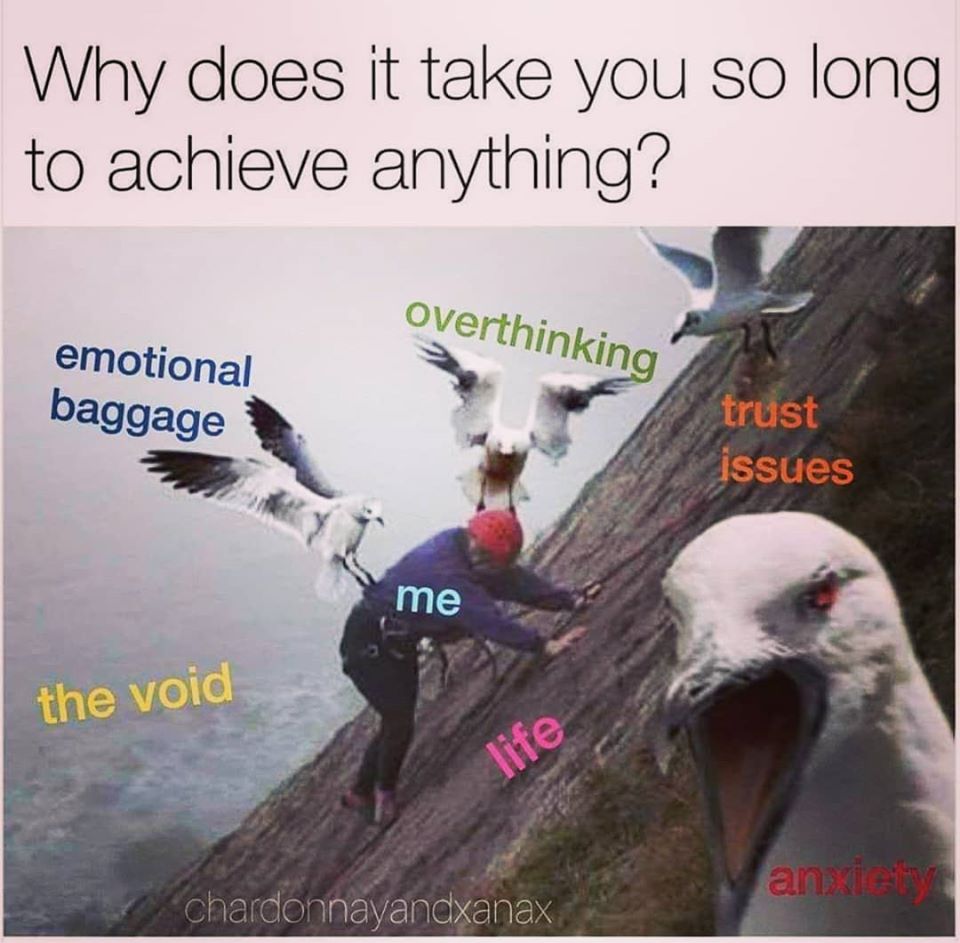 Why does it take you so long
to achieve anything?
overthinking
emotional
baggage
trust
issues
me
the void
life
anxiety
chardonnayandxanax